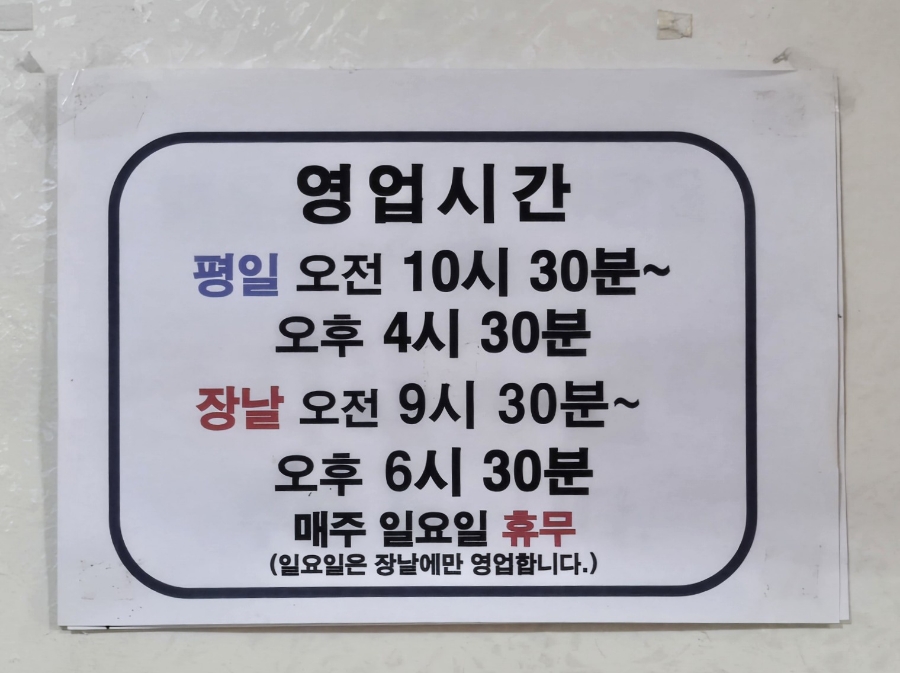 영업시간
평일 오전 10시 30분~
오후 4시 30분
장날 오전 9시 30분~
오후 6시 30분
매주 일요일 휴무
(일요일은 장날에만 영업합니다.)